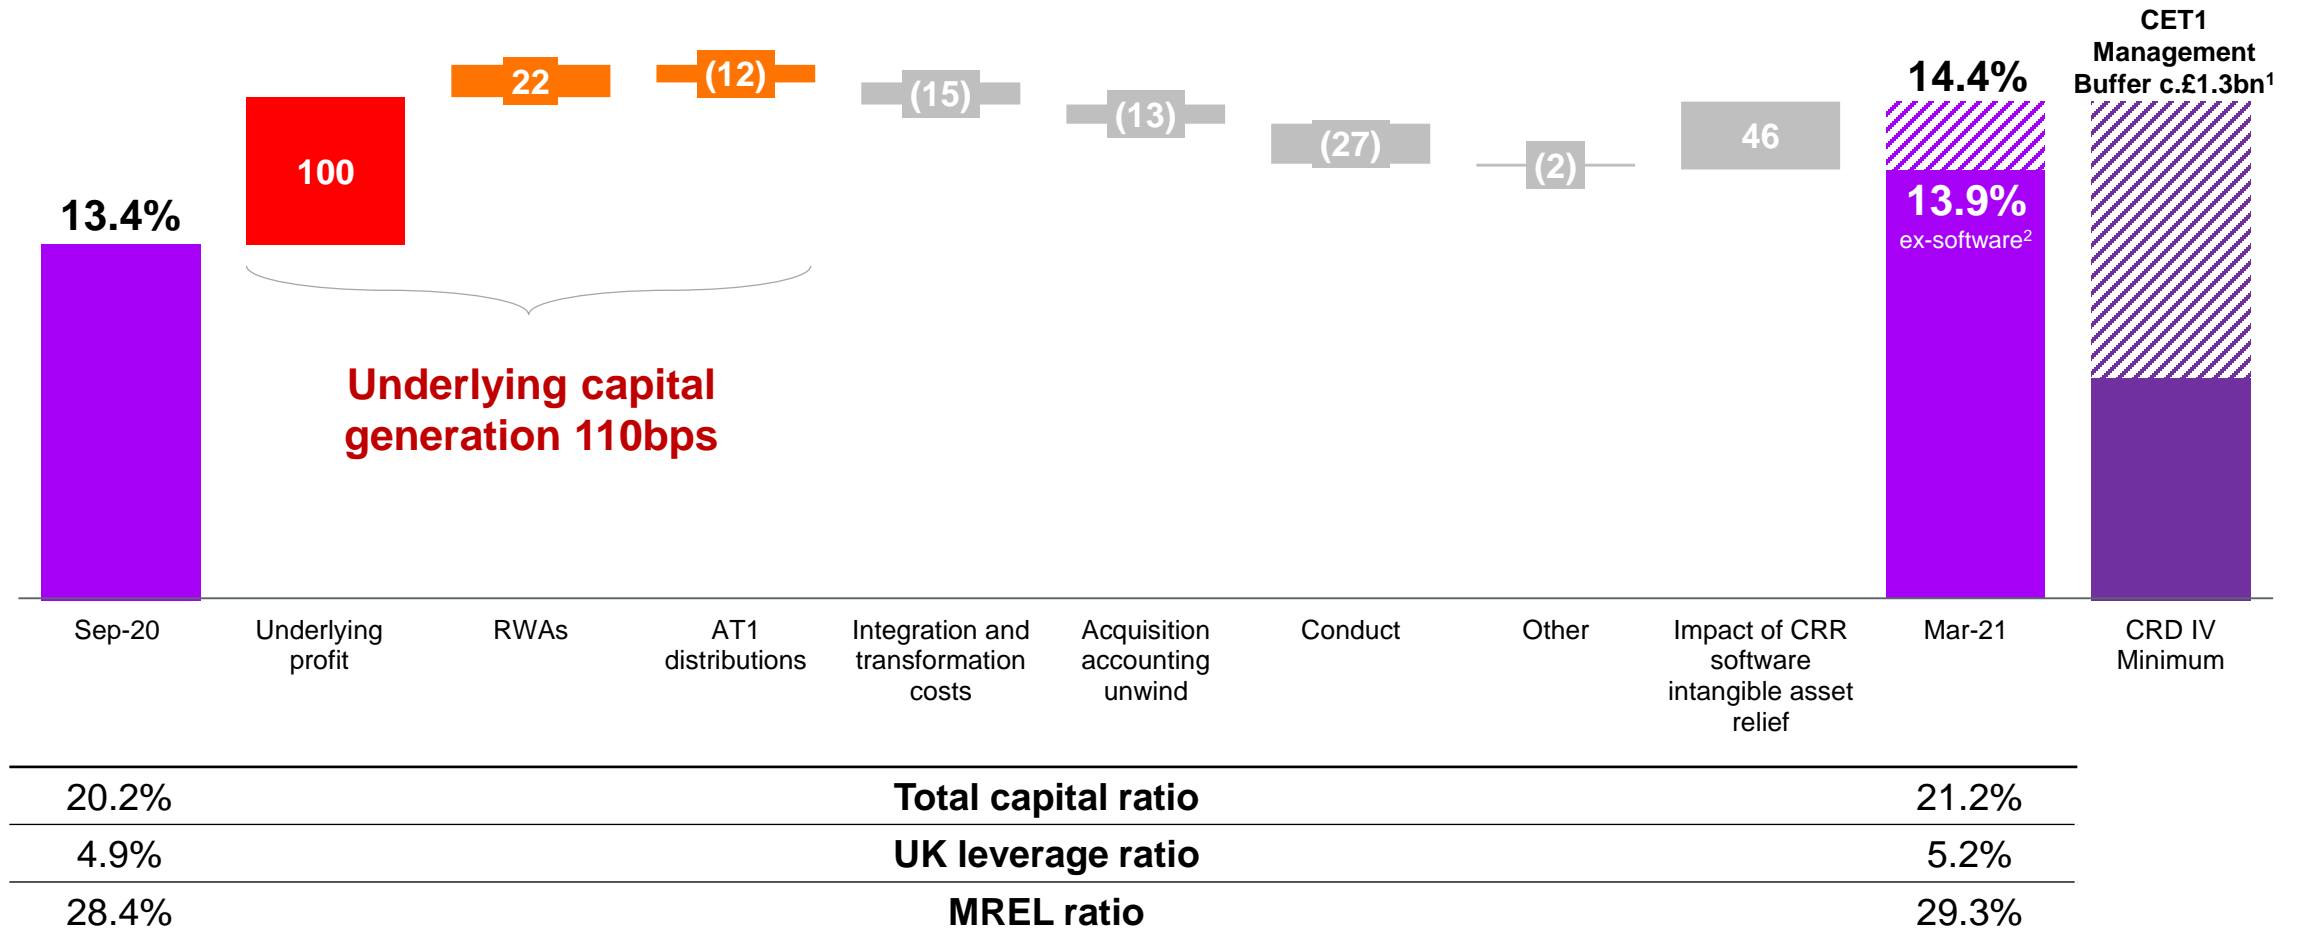 CET1
Management
Buffer c.£1.3bn¹
14.4%
22
(12)
(15)
(13)
(27)
(2)
46
100
13.4%
13.9%
ex-software²
Underlying capital
generation 110bps
Sep-20
Underlying
profit
RWAs
AT1
distributions
Integration and
transformation
costs
Acquisition
accounting
unwind
Conduct
Other
Impact of CRR
software
intangible asset
relief
Mar-21
CRD IV
Minimum
20.2% Total capital ratio 21.2%
4.9% UK leverage ratio 5.2%
28.4% MREL ratio 29.3%